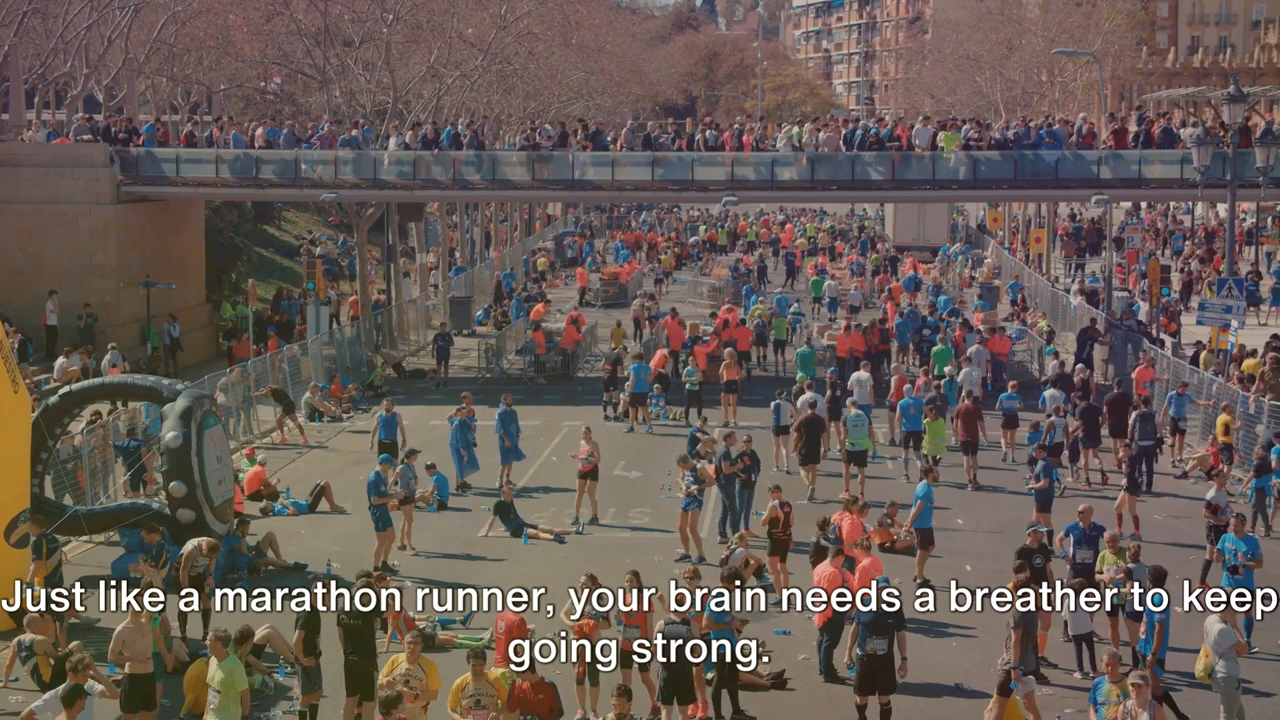 Just like a marathon runner, your brain needs a breather to keep
going strong.